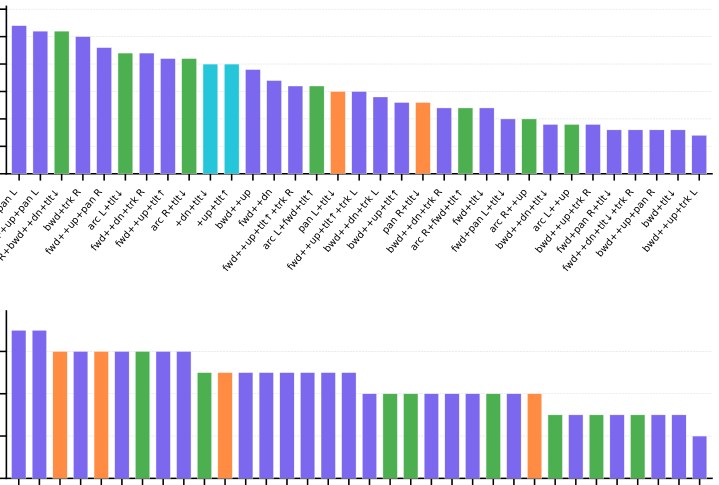 pan L
++up+pan L
R+bwd++dn+tlt↓
bwd+trk R
fwd++up+pan R
arc L+tlt↓
fwd++dn+trk R
fwd++up+tlt↑
arc R+tlt↓
+dn+tlt↓
+up+tlt↑
bwd++up
fwd++dn
fwd++up+tlt↑+trk R
arc L+fwd+tlt↑
pan L+tlt↓
fwd++up+tlt↑+trk L
bwd++dn+trk L
bwd++up+tlt↑
pan R+tlt↓
bwd++dn+trk R
arc R+fwd+tlt↑
fwd+tlt↓
fwd+pan L+tlt↓
arc R++up
bwd++dn+tlt↓
arc L++up
bwd++up+trk R
fwd+pan R+tlt↓
fwd++dn+tlt↓+trk R
bwd++up+pan R
bwd+tlt↓
bwd++up+trk L